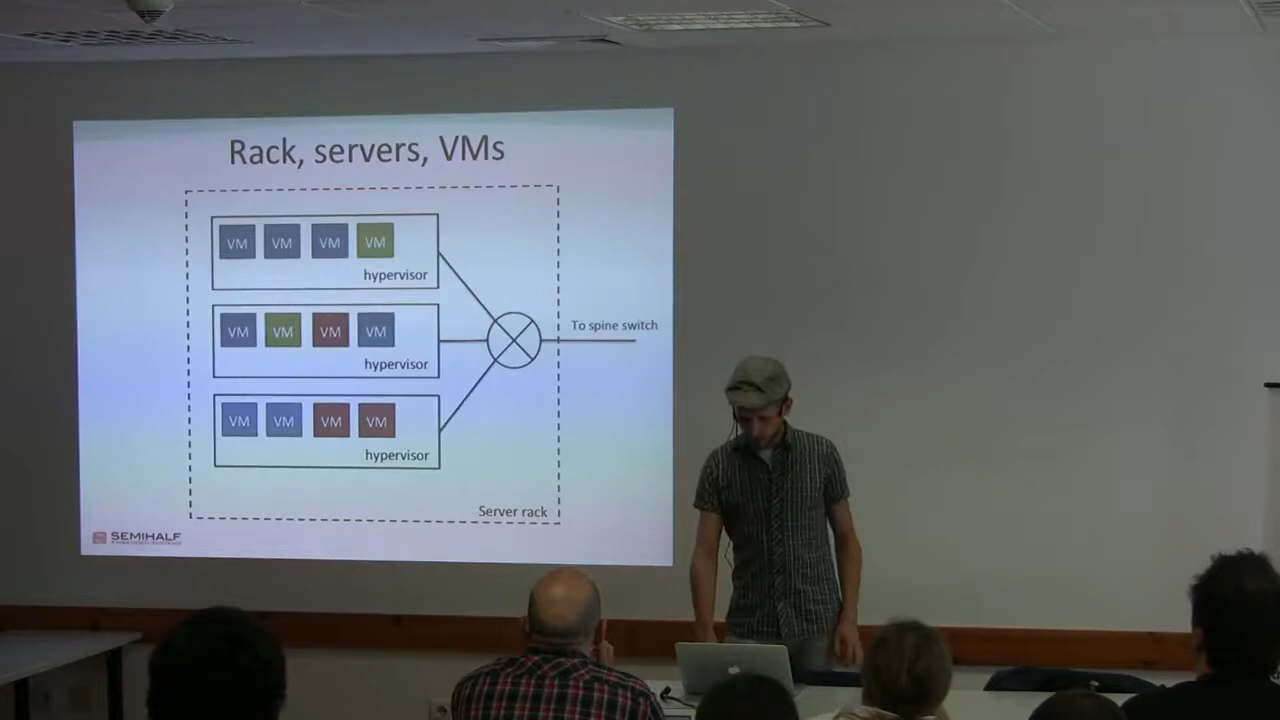 Rack, servers, VMs
VM VM VM VM
hypervisor
To spine switch
VM VM VM VM
hypervisor
VM VM VM VM
hypervisor
Server rack
SEMIHALF